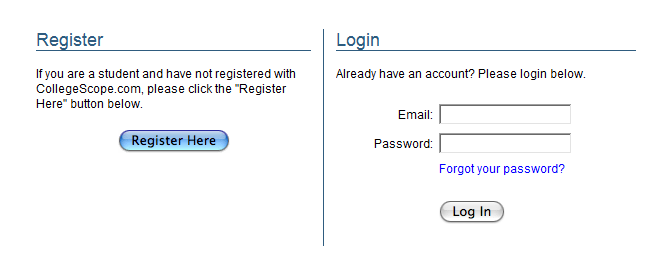 Register
If you are a student and have not registered with
CollegeScope.com, please click the "Register
Here" button below.
Register Here
Login
Already have an account? Please login below.
Email:
Password:
Forgot your password?
Log In